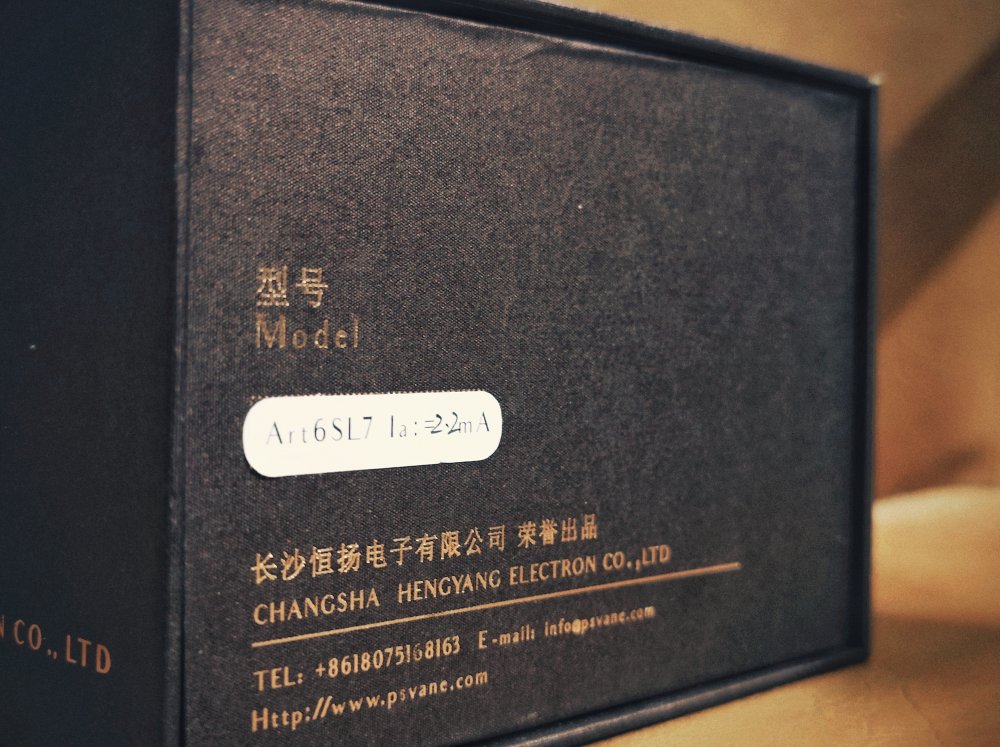 型号
Model
Art6SL7 Ia:=2.2mA
长沙恒扬电子有限公司 荣誉出品
CHANGSHA HENGYANG ELECTRON CO.,LTD
TEL: +8618075168163 E-mail: info@psvane.com
Http://www.psvane.com
CO., LTD